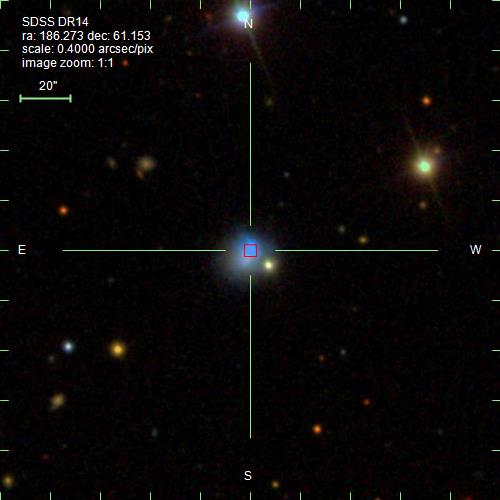 SDSS DR14
ra: 186.273 dec: 61.153
scale: 0.4000 arcsec/pix
image zoom: 1:1
20"
N
E
W
S